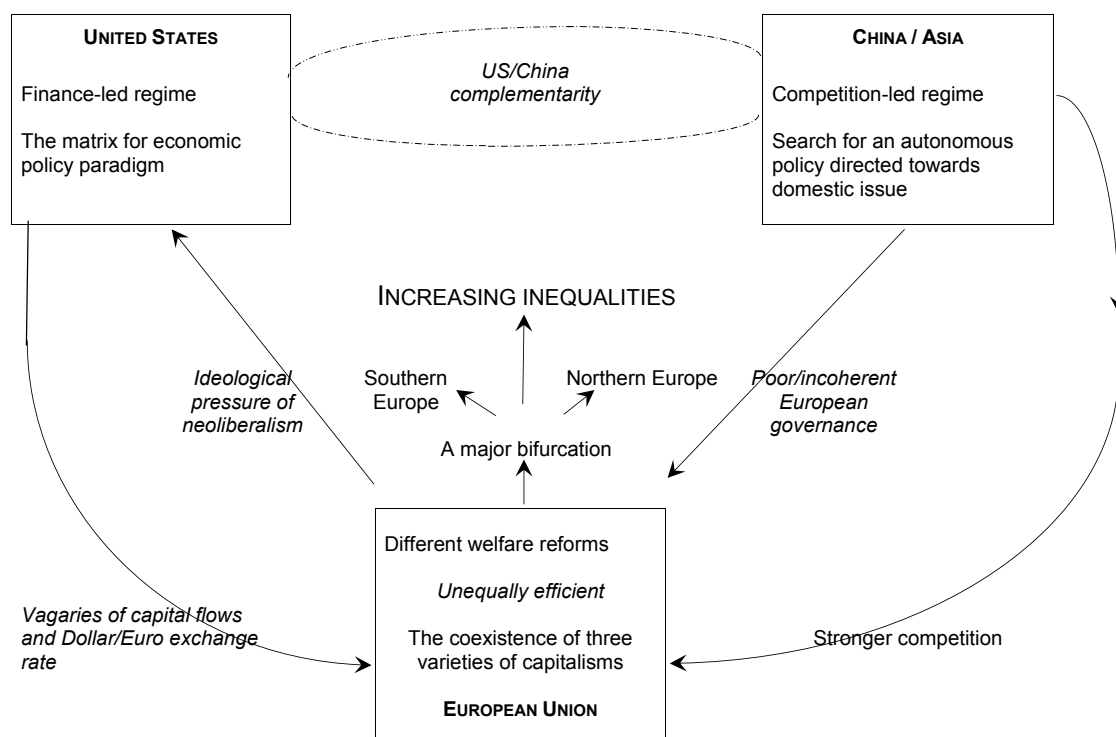 UNITED STATES
Finance-led regime
The matrix for economic
policy paradigm
US/China
complementarity
CHINA / ASIA
Competition-led regime
Search for an autonomous
policy directed towards
domestic issue
INCREASING INEQUALITIES
Ideological
pressure of
neoliberalism
Southern
Europe
Northern Europe
Poor/incoherent
European
governance
A major bifurcation
Different welfare reforms
Unequally efficient
The coexistence of three
varieties of capitalisms
EUROPEAN UNION
Vagaries of capital flows
and Dollar/Euro exchange
rate
Stronger competition